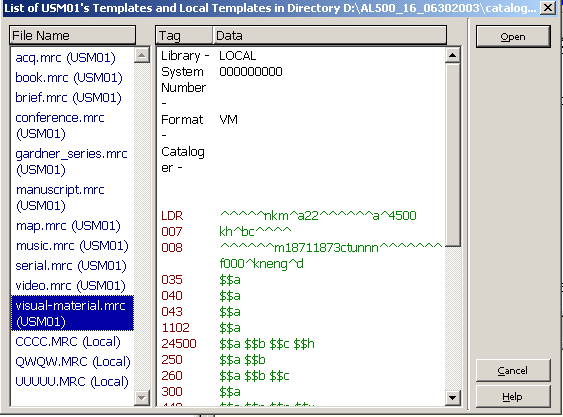 List of USM01's Templates and Local Templates in Directory D:\AL500_16_06302003\catalog...
File Name
acq.mrc (USM01)
book.mrc (USM01)
brief.mrc (USM01)
conference.mrc
(USM01)
gardner_series.mrc
(USM01)
manuscript.mrc
(USM01)
map.mrc (USM01)
music.mrc (USM01)
serial.mrc (USM01)
video.mrc (USM01)
visual-material.mrc
(USM01)
CCCC.MRC (Local)
QWQW.MRC (Local)
UUUUU.MRC (Local)
Tag Data
Library - LOCAL
System 000000000
Number
-
Format VM
-
Catalog
er -
LDR ^^^^^nkm^a22^^^^^^a^4500
007 kh^bc^^^^
008 ^^^^^^m18711873ctunnn^^^^^^^
f000^kneng^d
035 $$a
040 $$a
043 $$a
1102 $$a
24500 $$a $$b $$c $$h
250 $$a $$b
260 $$a $$b $$c
300 $$a
Open
Cancel
Help